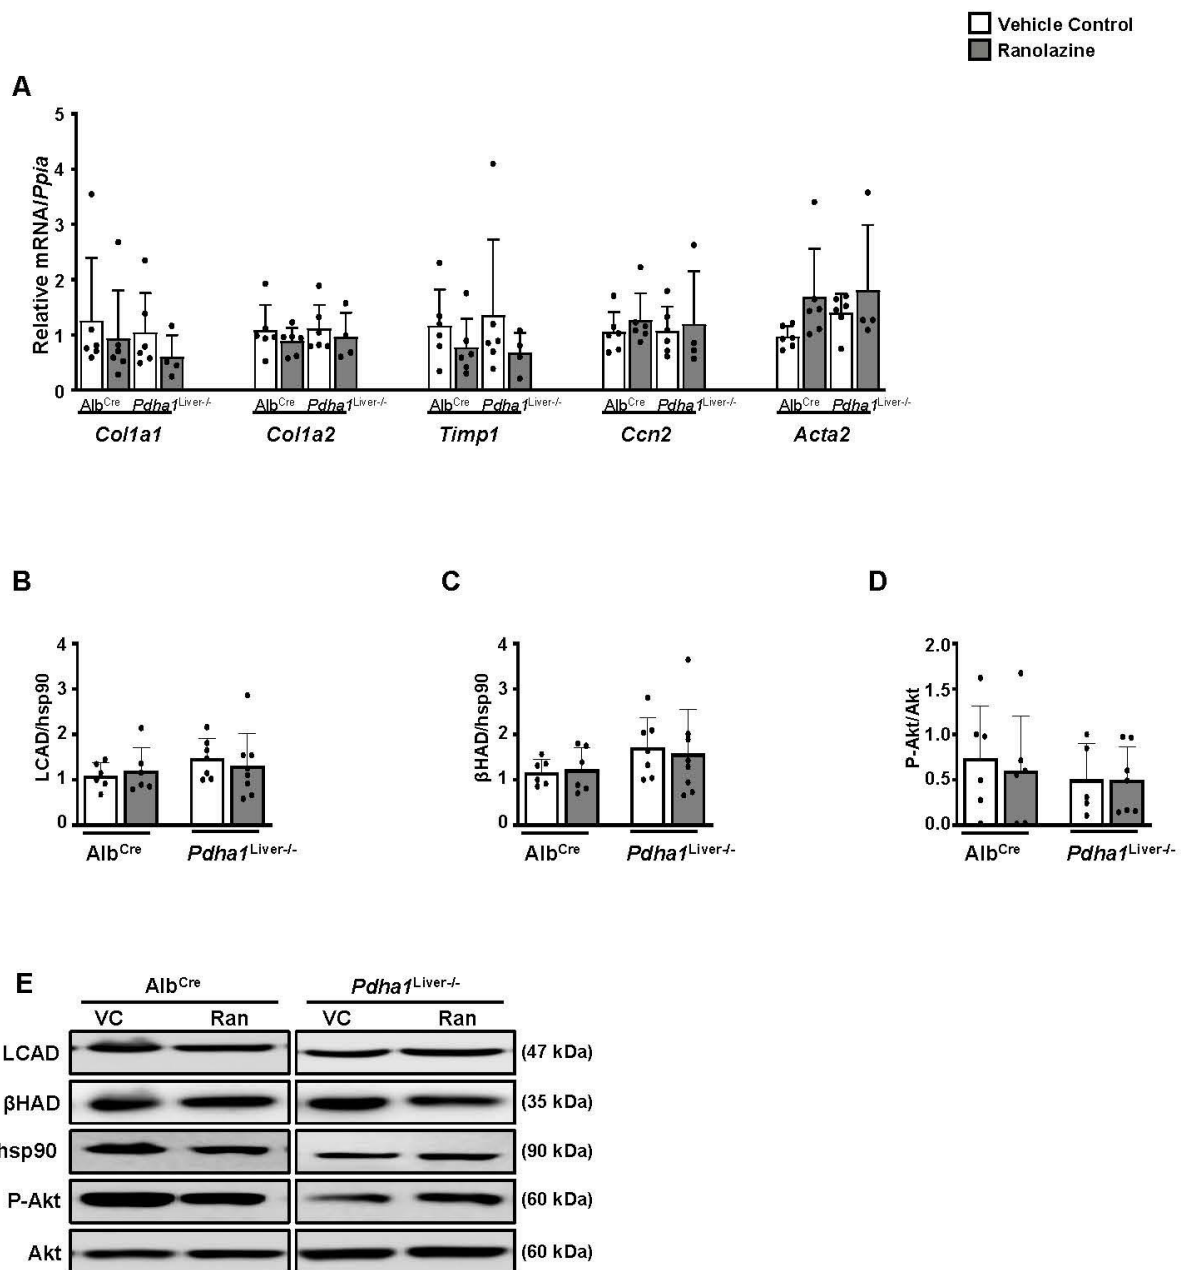 Vehicle Control
Ranolazine
A
Relative mRNA/Ppia
5
4
3
2
1
0
Alb^Cre Pdha1^Liver-/- Alb^Cre Pdha1^Liver-/- Alb^Cre Pdha1^Liver-/- Alb^Cre Pdha1^Liver-/- Alb^Cre Pdha1^Liver-/-
Col1a1 Col1a2 Timp1 Ccn2 Acta2
B
LCAD/hsp90
4
3
2
1
0
Alb^Cre Pdha1^Liver-/-
C
βHAD/hsp90
4
3
2
1
0
Alb^Cre Pdha1^Liver-/-
D
P-Akt/Akt
2.0
1.5
1.0
0.5
0.0
Alb^Cre Pdha1^Liver-/-
E
Alb^Cre Pdha1^Liver-/-
VC Ran VC Ran
LCAD (47 kDa)
βHAD (35 kDa)
hsp90 (90 kDa)
P-Akt (60 kDa)
Akt (60 kDa)